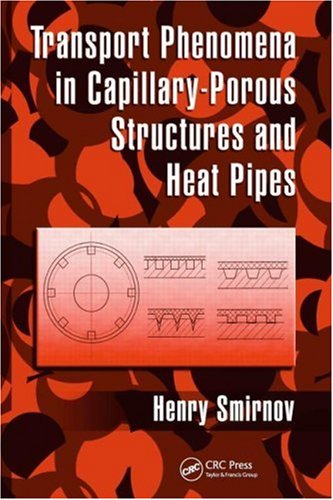 Transport Phenomena
in Capillary-Porous
Structures and
Heat Pipes
Henry Smirnov
CRC
CRC Press
Taylor & Francis Group